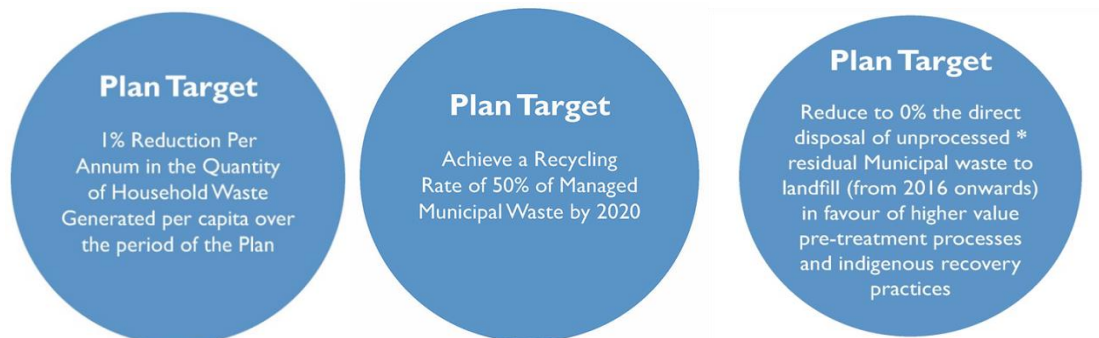 Plan Target
1% Reduction Per
Annum in the Quantity
of Household Waste
Generated per capita over
the period of the Plan
Plan Target
Achieve a Recycling
Rate of 50% of Managed
Municipal Waste by 2020
Plan Target
Reduce to 0% the direct
disposal of unprocessed *
residual Municipal waste to
landfill (from 2016 onwards)
in favour of higher value
pre-treatment processes
and indigenous recovery
practices